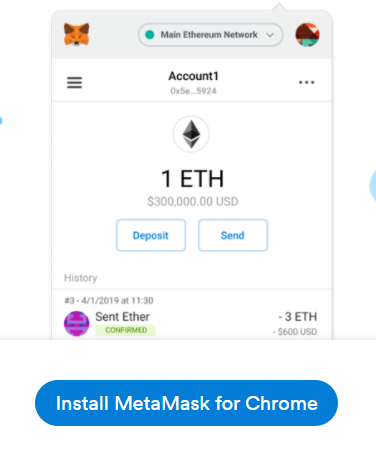 Main Ethereum Network
Account1
0x5e...5924
1 ETH
$300,000.00 USD
Deposit
Send
History
#3 - 4/1/2019 at 11:30
Sent Ether
- 3 ETH
CONFIRMED
- $600 USD
Install MetaMask for Chrome